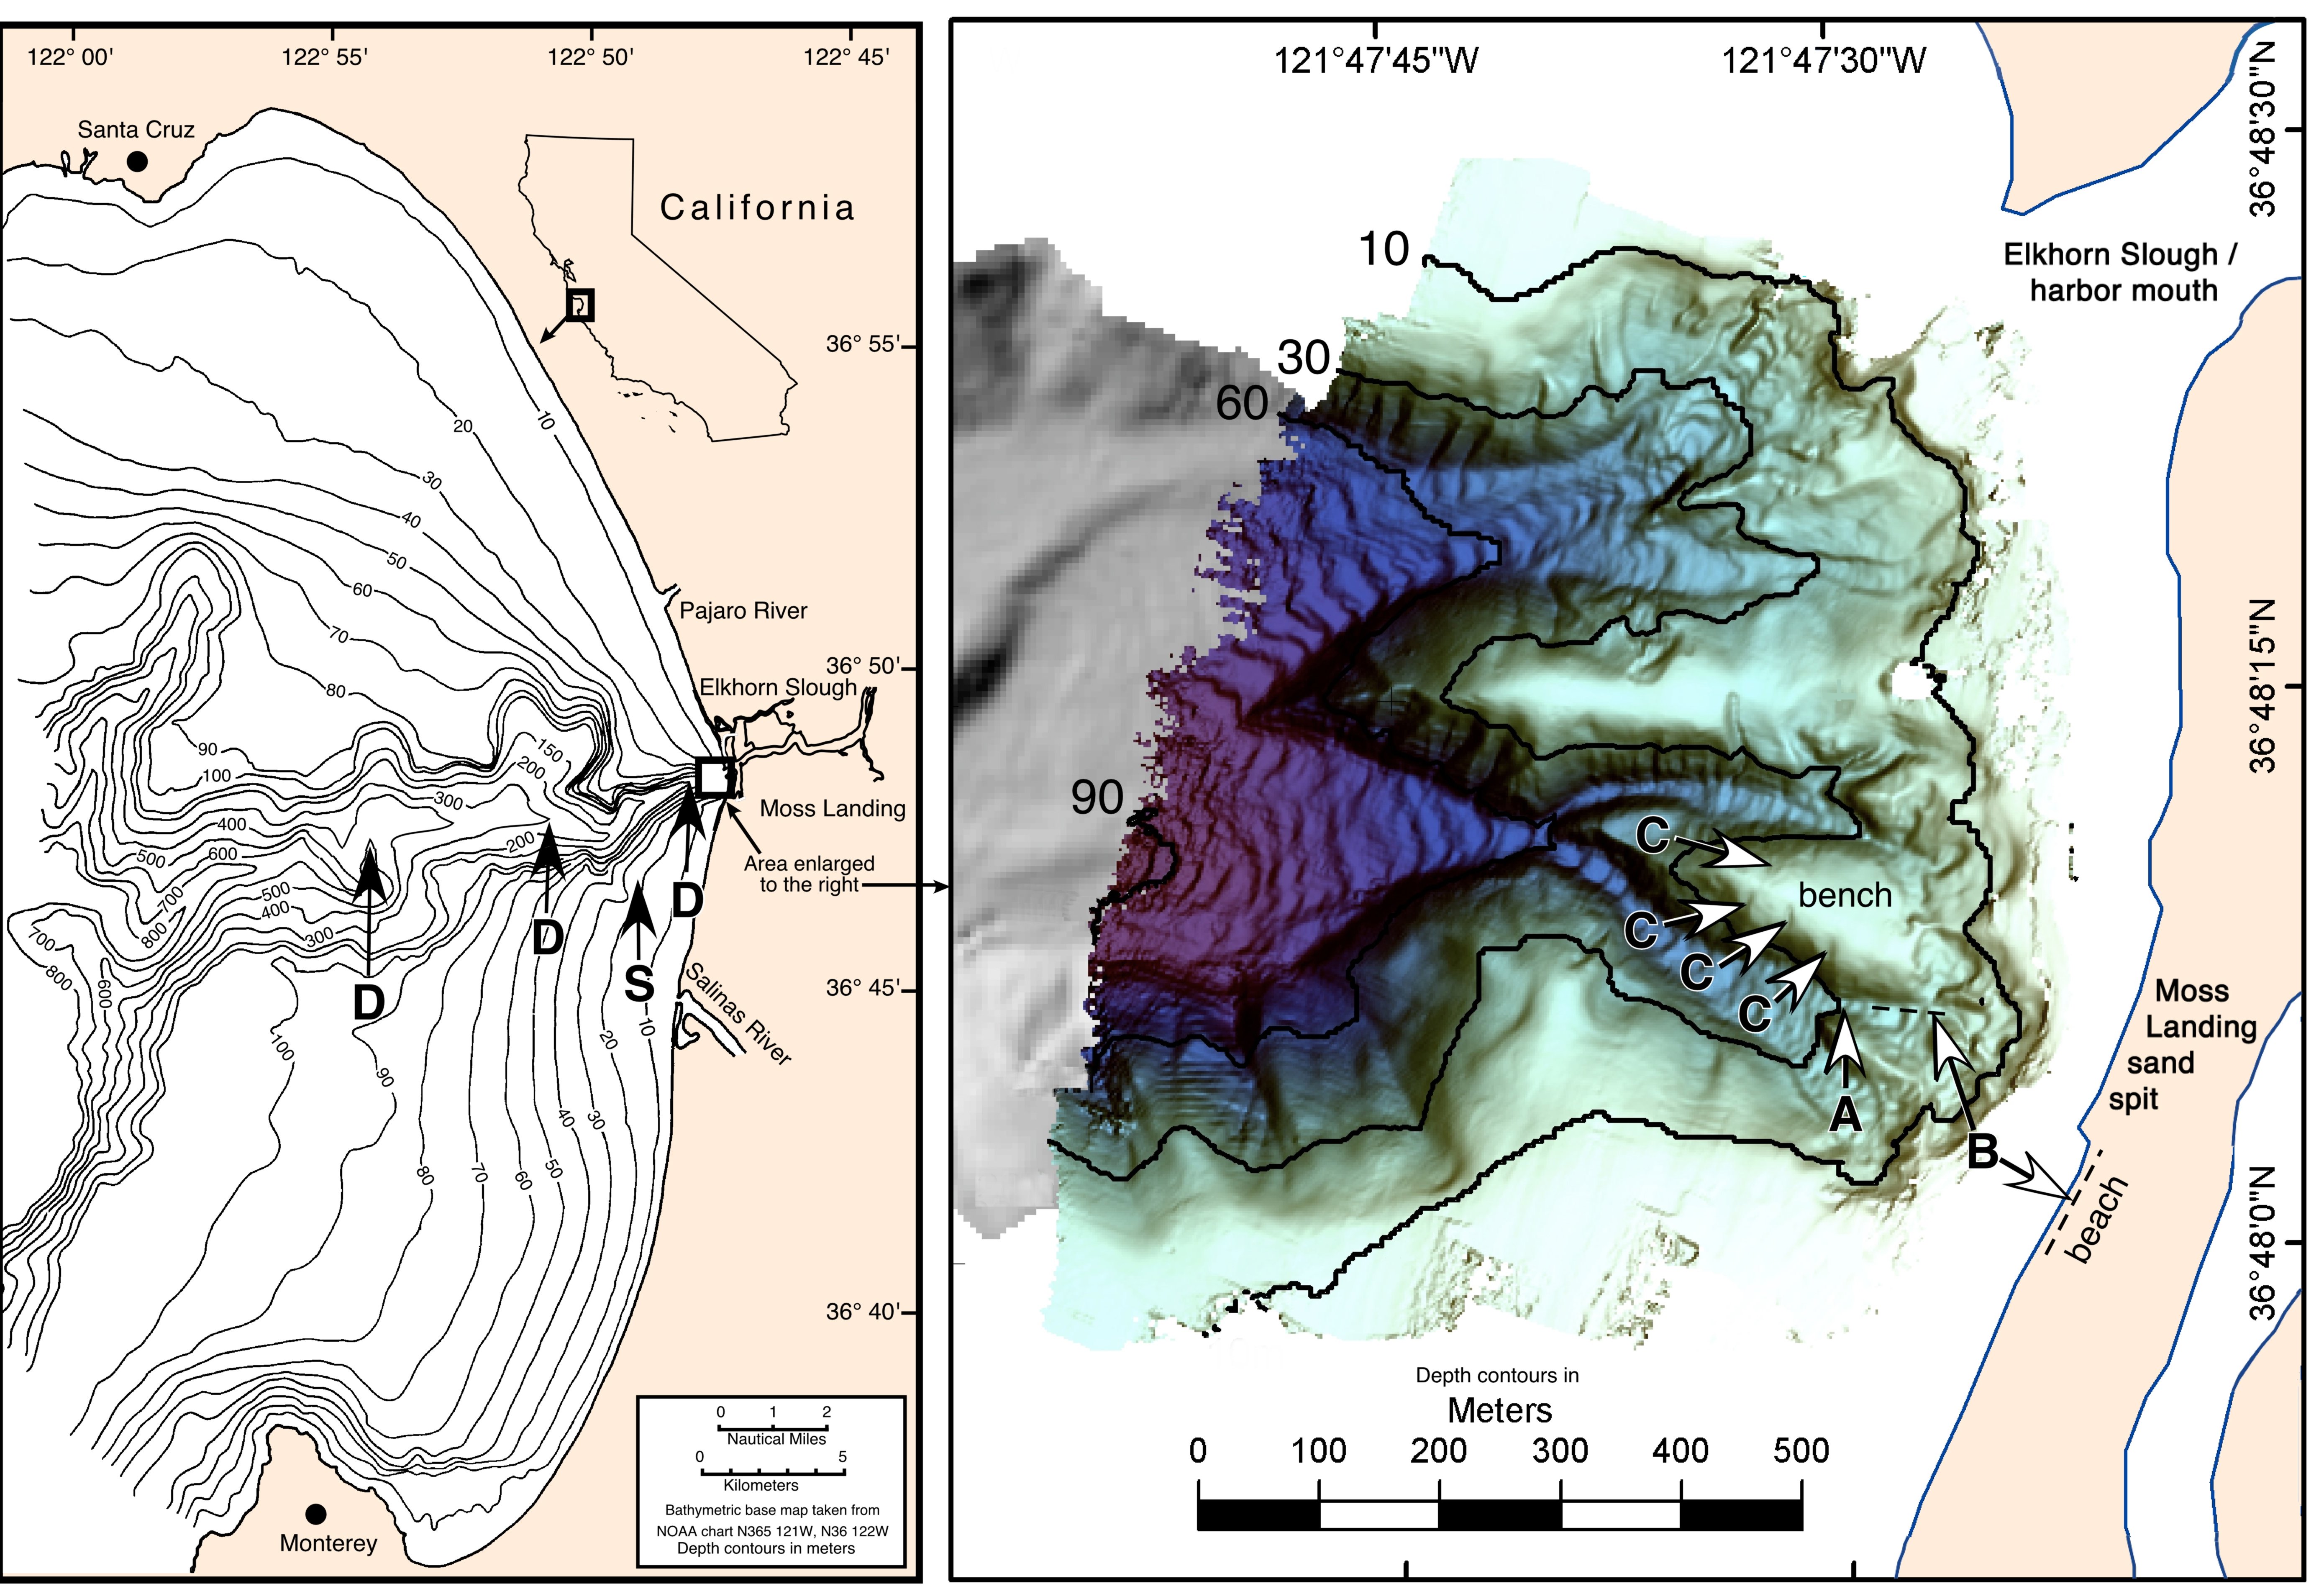 122° 00'
122° 55'
122° 50'
122° 45'
Santa Cruz
California
36° 55'
10
20
30
40
50
60
70
80
Pajaro River
36° 50'
Elkhorn Slough
90
100
150
200
300
400
500
600
700
800
200
500
400
300
700
800
600
Moss Landing
Area enlarged
to the right
D
D
D
S
Salinas River
36° 45'
10
20
30
40
50
60
70
80
90
100
36° 40'
0 1 2
Nautical Miles
0 5
Kilometers
Bathymetric base map taken from
NOAA chart N365 121W, N36 122W
Depth contours in meters
Monterey
121°47'45"W
121°47'30"W
36°48'30"N
Elkhorn Slough /
harbor mouth
10
30
60
36°48'15"N
90
C
bench
C
C
C
A
B
Moss
Landing
sand
spit
beach
36°48'0"N
Depth contours in
Meters
0 100 200 300 400 500